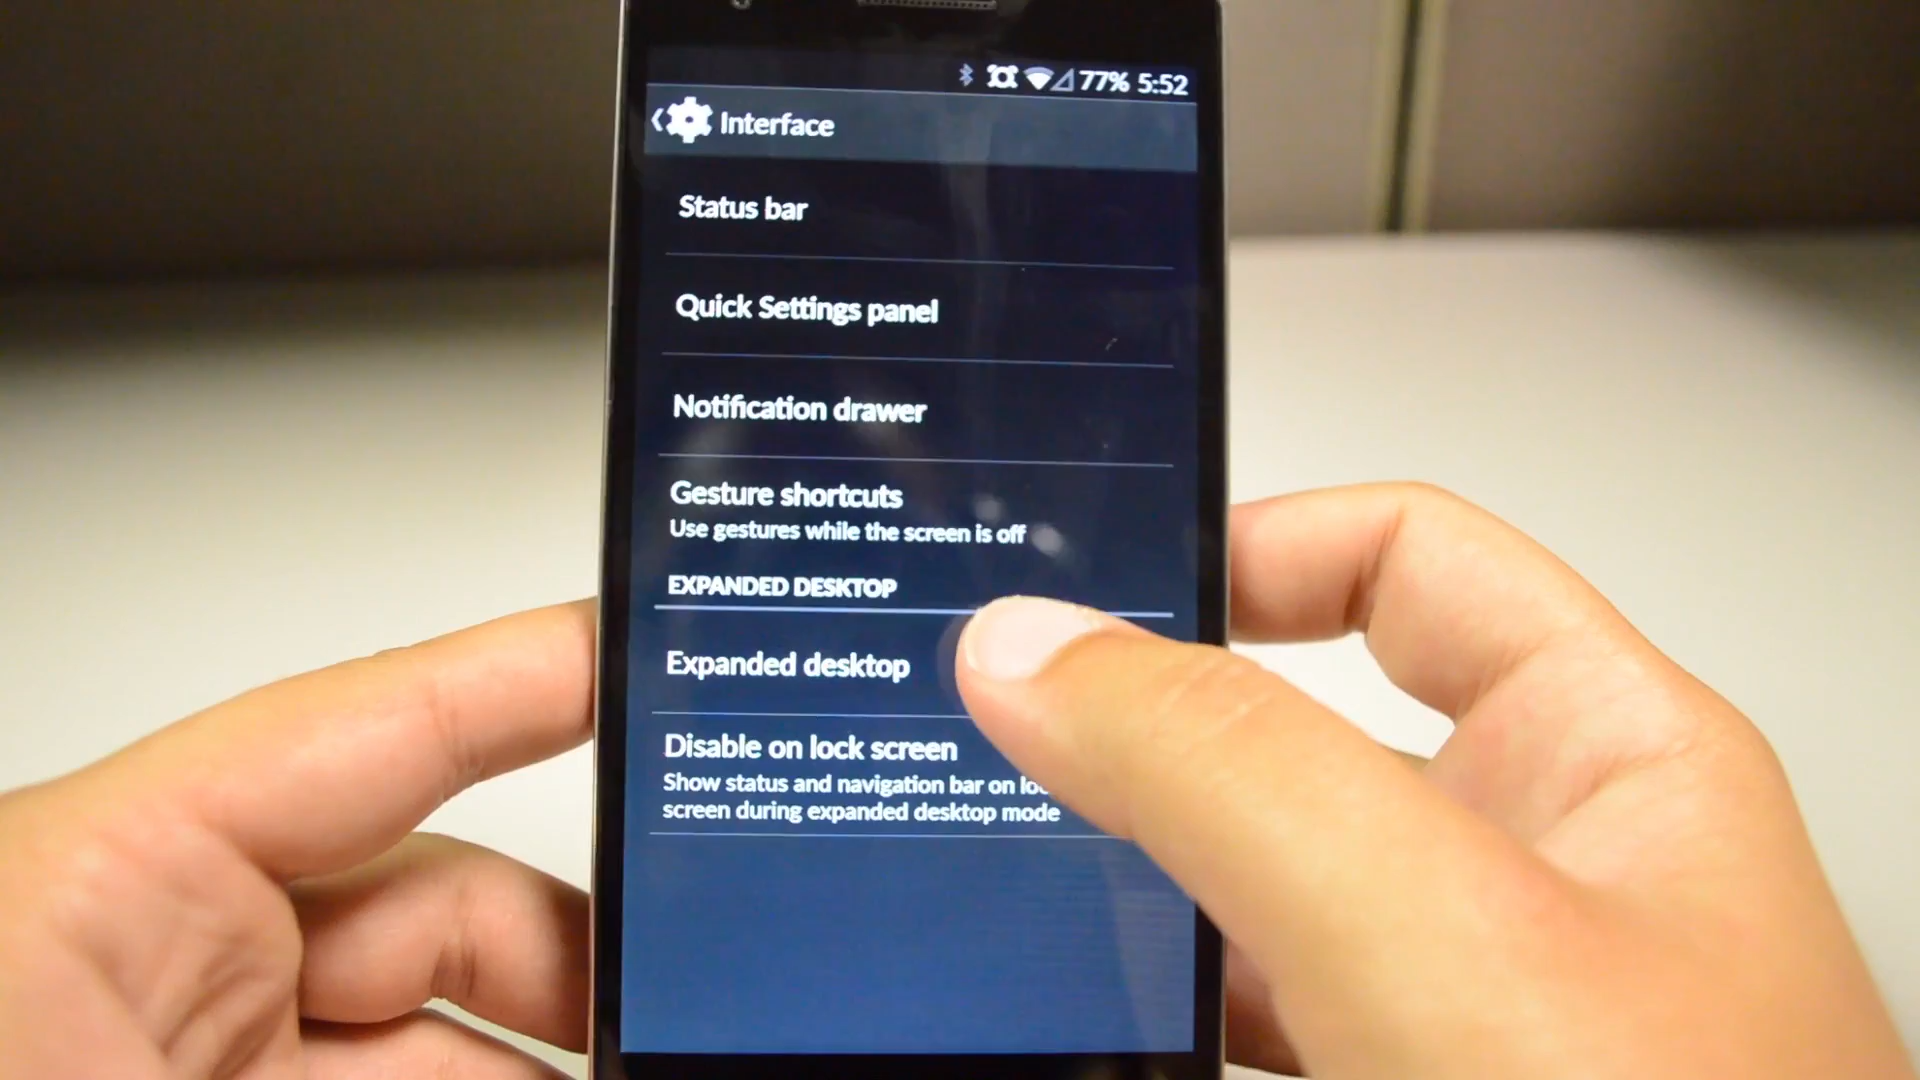 77% 5:52
Interface
Status bar
Quick Settings panel
Notification drawer
Gesture shortcuts
Use gestures while the screen is off
EXPANDED DESKTOP
Expanded desktop
Disable on lock screen
Show status and navigation bar on
screen during expanded desktop mode